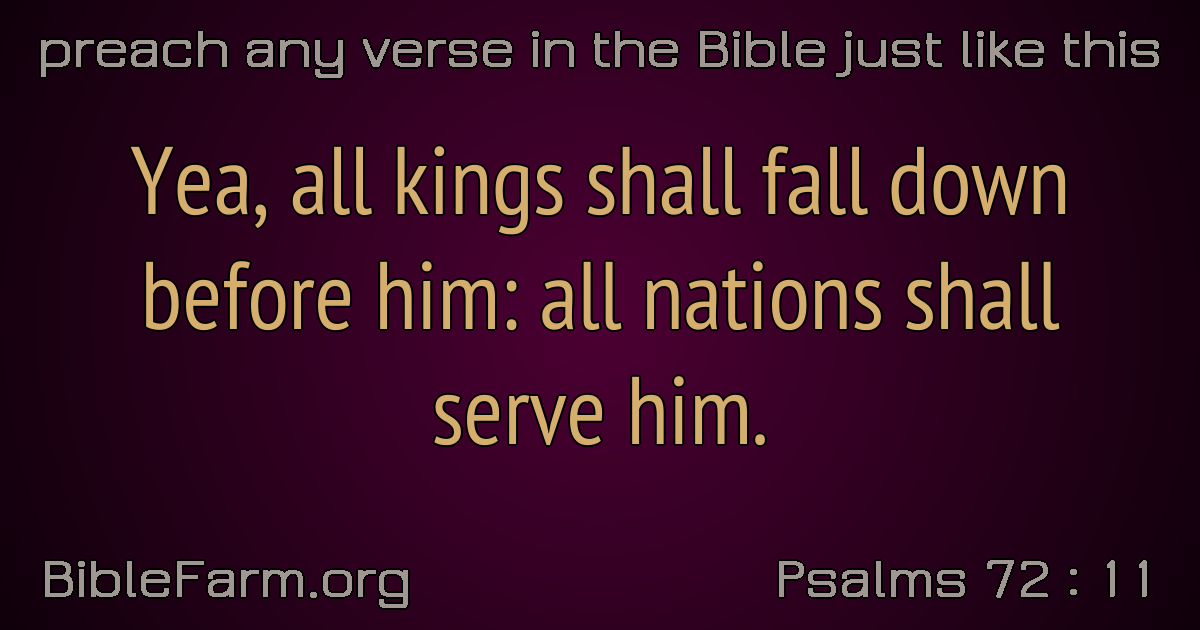 preach any verse in the Bible just like this
Yea, all kings shall fall down
before him: all nations shall
serve him.
BibleFarm.org
Psalms 72 : 11